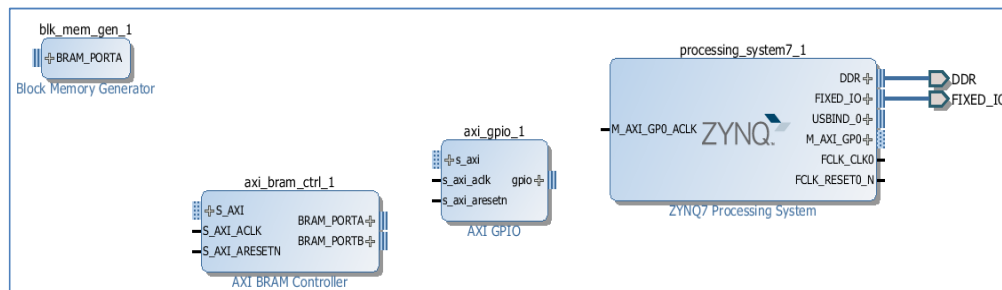 blk_mem_gen_1
BRAM_PORTA
Block Memory Generator
axi_bram_ctrl_1
S_AXI
S_AXI_ACLK
S_AXI_ARESETN
BRAM_PORTA
BRAM_PORTB
AXI BRAM Controller
axi_gpio_1
s_axi
s_axi_aclk
s_axi_aresetn
gpio
AXI GPIO
processing_system7_1
M_AXI_GP0_ACLK
ZYNQ
DDR
FIXED_IO
USBIND_0
M_AXI_GP0
FCLK_CLK0
FCLK_RESET0_N
ZYNQ7 Processing System
DDR
FIXED_IO